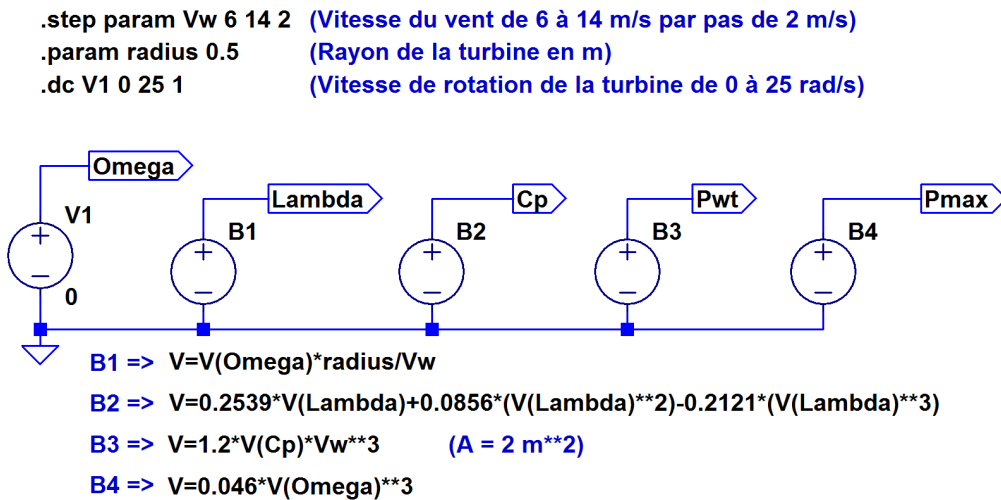 .step param Vw 6 14 2 (Vitesse du vent de 6 à 14 m/s par pas de 2 m/s)
.param radius 0.5 (Rayon de la turbine en m)
.dc V1 0 25 1 (Vitesse de rotation de la turbine de 0 à 25 rad/s)
Omega
Lambda
Cp
Pwt
Pmax
V1
B1
B2
B3
B4
0
B1 => V=V(Omega)*radius/Vw
B2 => V=0.2539*V(Lambda)+0.0856*(V(Lambda)**2)-0.2121*(V(Lambda)**3)
B3 => V=1.2*V(Cp)*Vw**3 (A = 2 m**2)
B4 => V=0.046*V(Omega)**3